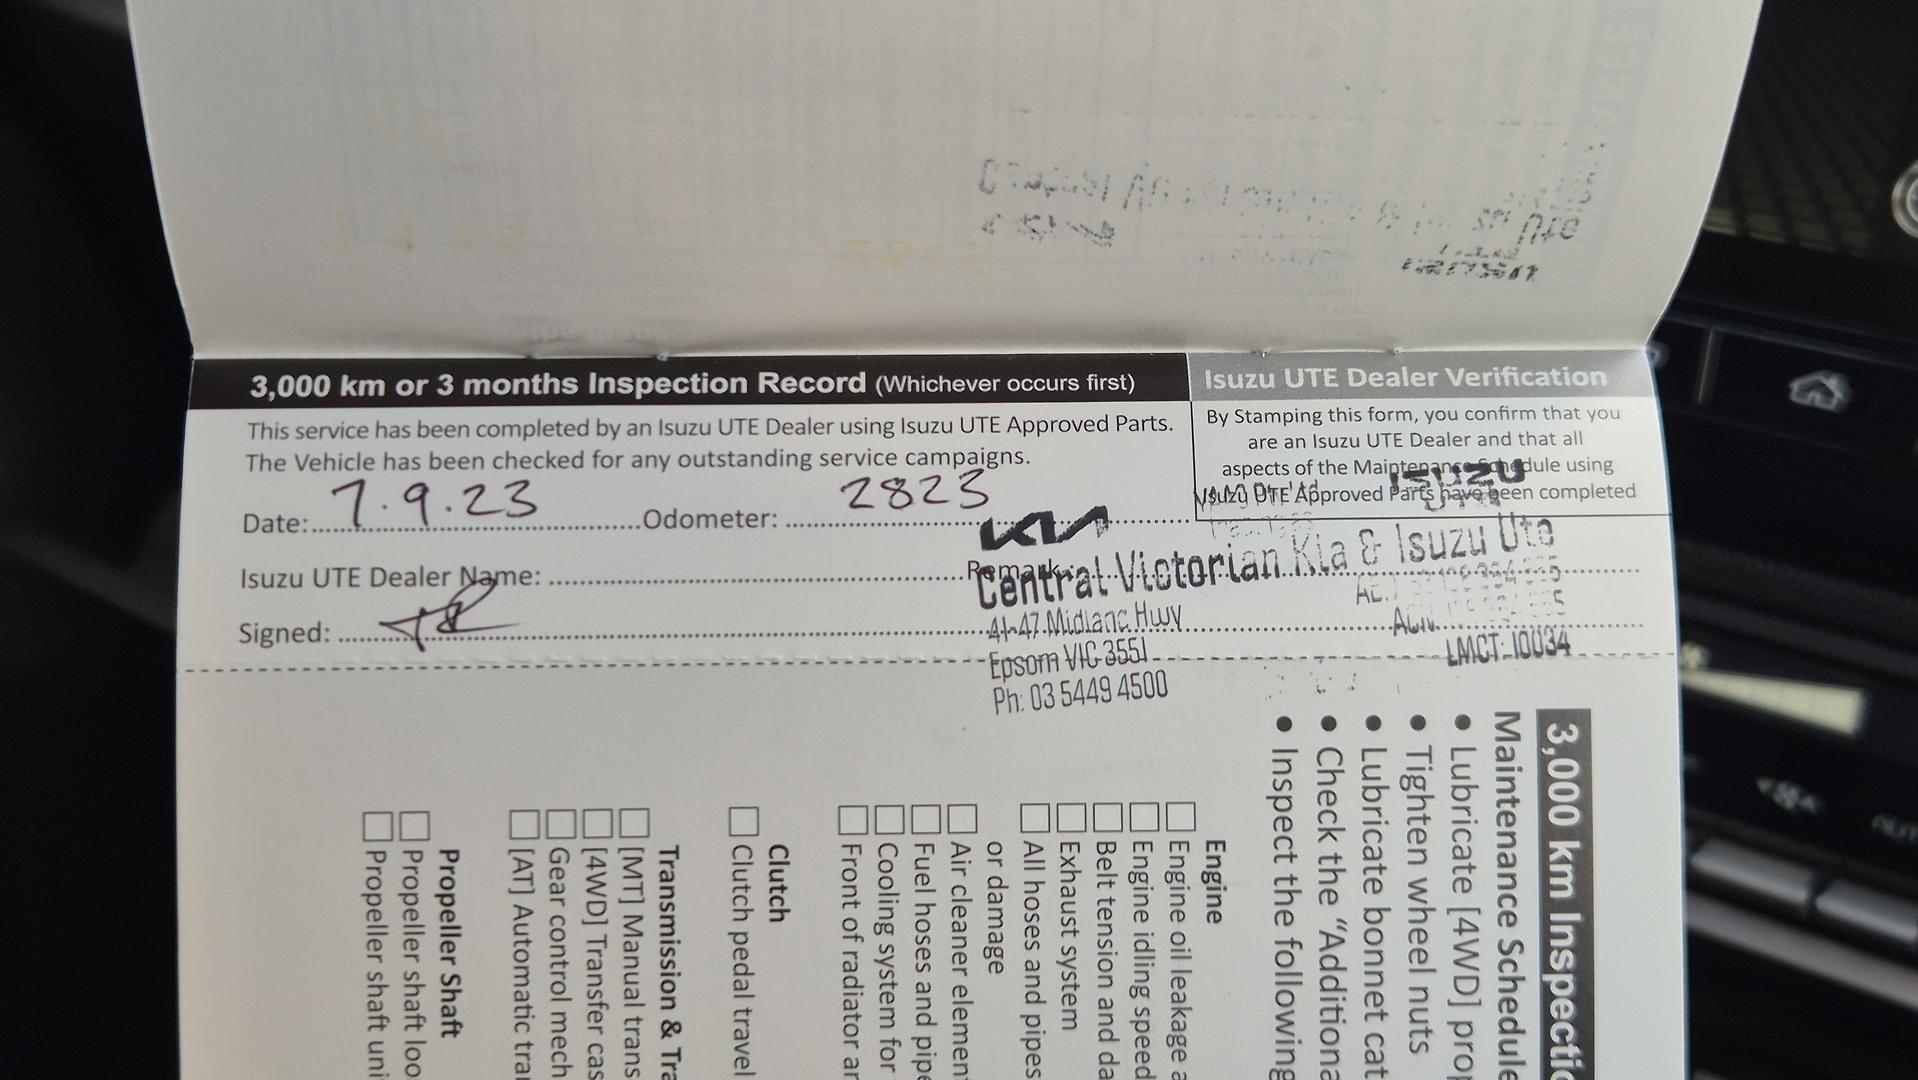 3,000 km or 3 months Inspection Record (Whichever occurs first)
Isuzu UTE Dealer Verification
This service has been completed by an Isuzu UTE Dealer using Isuzu UTE Approved Parts.
The Vehicle has been checked for any outstanding service campaigns.
By Stamping this form, you confirm that you
are an Isuzu UTE Dealer and that all
aspects of the Maintenance Schedule using
Isuzu UTE Approved Parts have been completed
Date: 7.9.23 Odometer: 2823
ISUZU
UTE
KIA
Isuzu UTE Dealer Name: Remark
Central Victorian Kia & Isuzu Ute
Signed:
41-47 Midland Hwy
Epsom VIC 3551
Ph: 03 5449 4500
LMCT: 10034
3,000 km Inspectio
Maintenance Schedule
• Lubricate [4WD] prop
• Tighten wheel nuts
• Lubricate bonnet cat
• Check the “Additiona
• Inspect the following
Engine
Engine oil leakage a
Engine idling speed
Belt tension and da
Exhaust system
All hoses and pipes
or damage
Air cleaner element
Fuel hoses and pipe
Cooling system for
Front of radiator an
Clutch
Clutch pedal travel
Transmission & Tra
[MT] Manual trans
[4WD] Transfer cas
Gear control mech
[AT] Automatic tra
Propeller Shaft
Propeller shaft loo
Propeller shaft uni